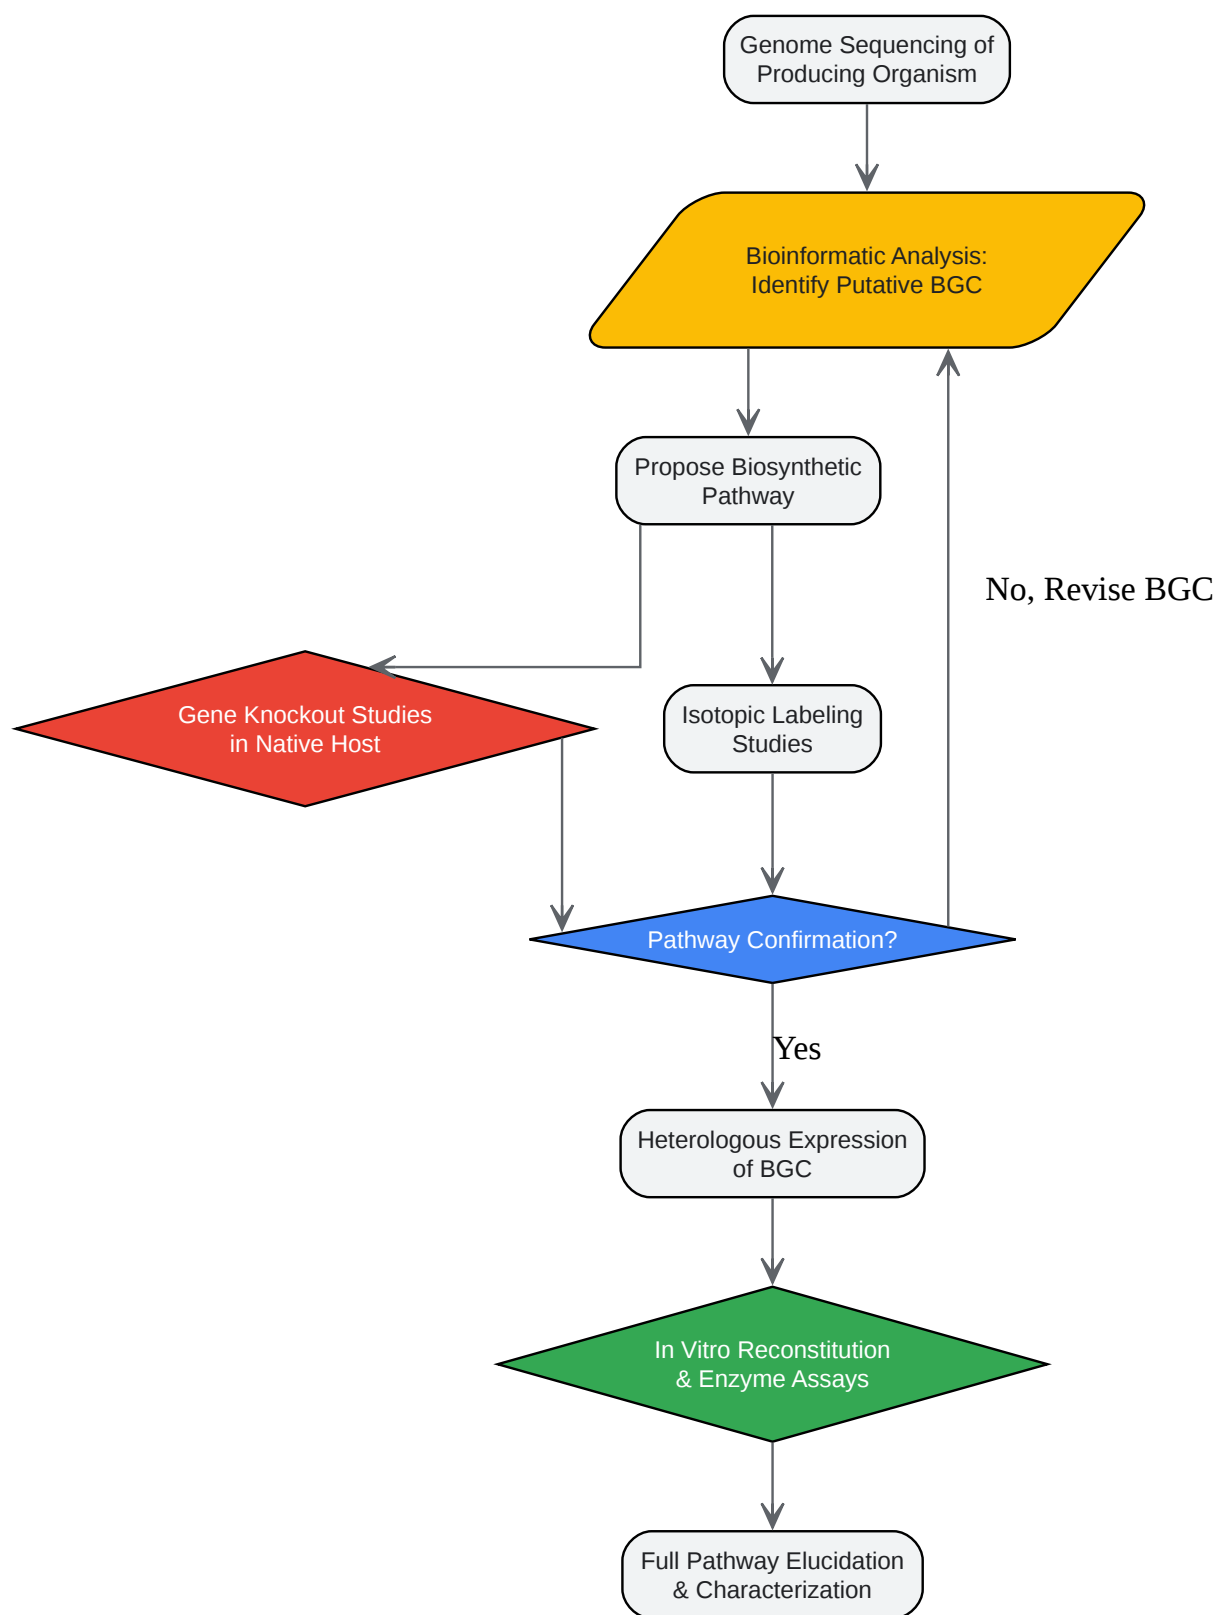 Genome Sequencing of
Producing Organism
Bioinformatic Analysis:
Identify Putative BGC
Propose Biosynthetic
Pathway
No, Revise BGC
Gene Knockout Studies
in Native Host
Isotopic Labeling
Studies
Pathway Confirmation?
Yes
Heterologous Expression
of BGC
In Vitro Reconstitution
& Enzyme Assays
Full Pathway Elucidation
& Characterization